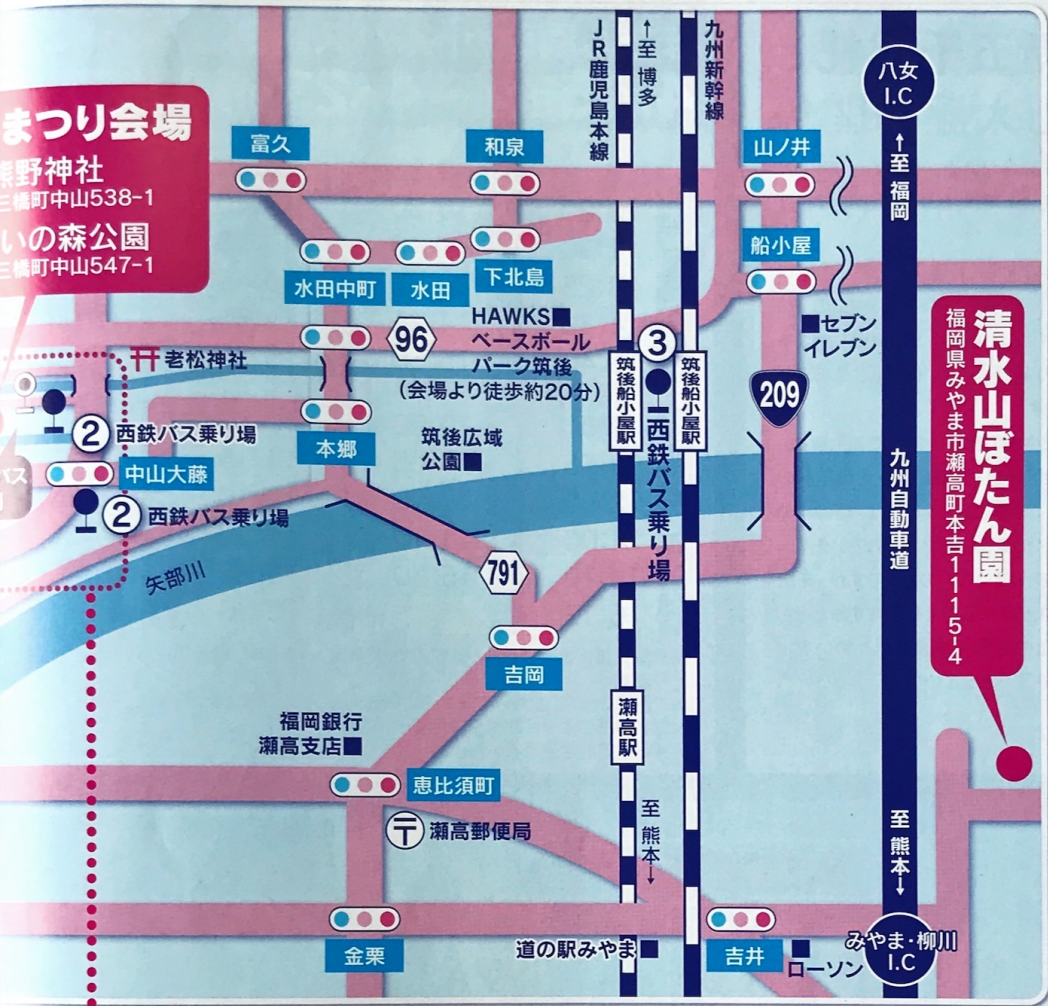 まつり会場
熊野神社
三橋町中山538-1
いの森公園
三橋町中山547-1
富久
和泉
JR鹿児島本線
↑至 博多
九州新幹線
山ノ井
八女
I.C
↑至 福岡
水田中町
水田
下北島
船小屋
HAWKS■
ベースボール
パーク筑後
(会場より徒歩約20分)
96
■セブン
イレブン
老松神社
3
筑後船小屋駅
筑後船小屋駅
209
2
西鉄バス乗り場
本郷
筑後広域
公園■
西鉄バス乗り場
バス
中山大藤
2
西鉄バス乗り場
九州自動車道
清水山ぼたん園
福岡県みやま市瀬高町本吉1115-4
矢部川
791
吉岡
瀬高駅
福岡銀行
瀬高支店■
恵比須町
〒
瀬高郵便局
至 熊本↓
至 熊本↓
金栗
道の駅みやま■
吉井
■
ローソン
みやま・柳川
I.C